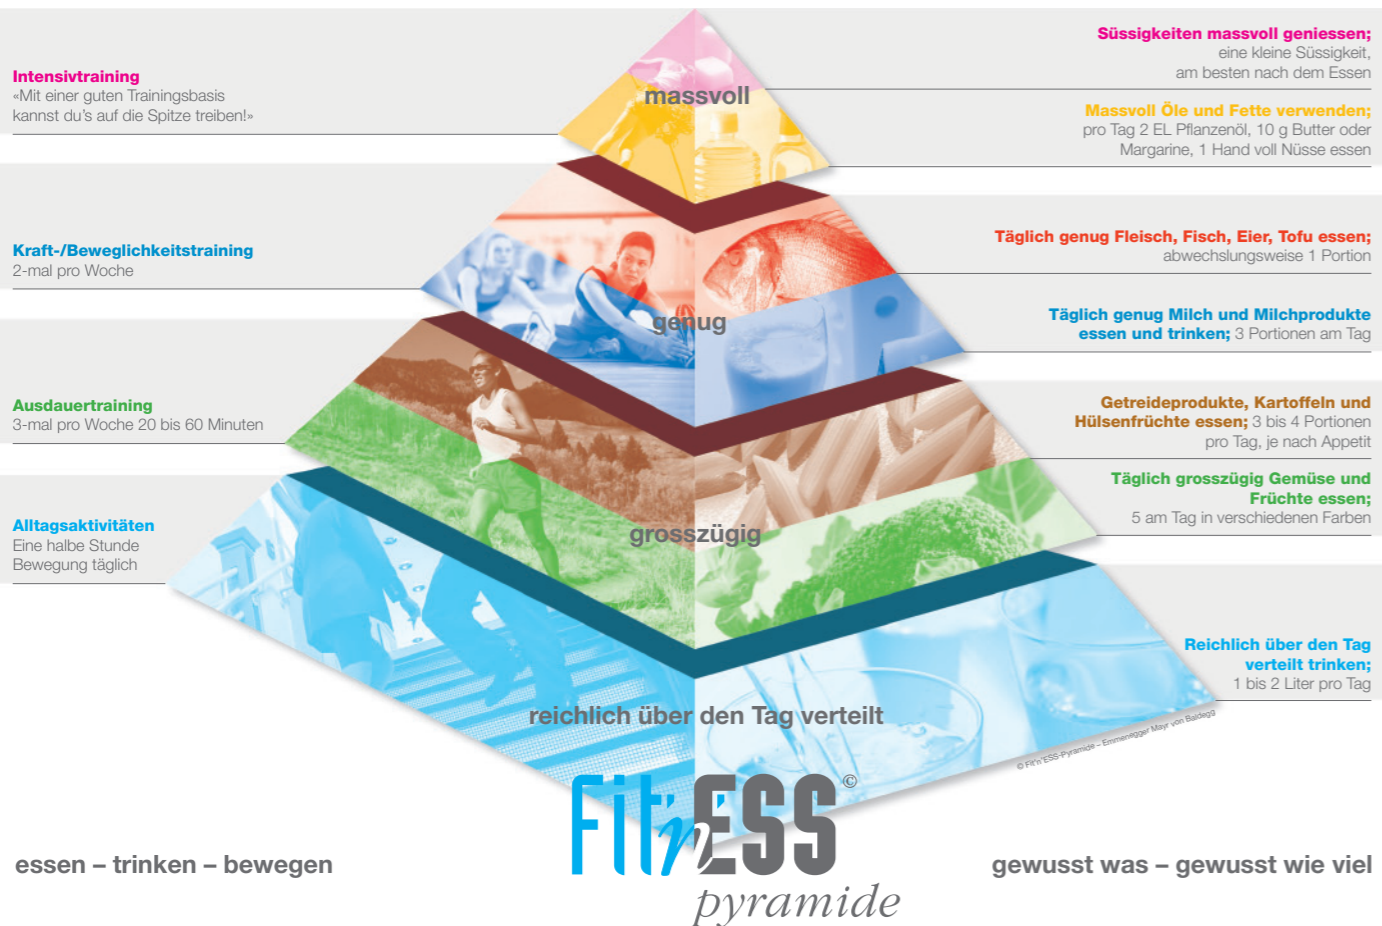 Intensivtraining
«Mit einer guten Trainingsbasis
kannst du's auf die Spitze treiben!»
Kraft-/Beweglichkeitstraining
2-mal pro Woche
Ausdauertraining
3-mal pro Woche 20 bis 60 Minuten
Alltagsaktivitäten
Eine halbe Stunde
Bewegung täglich
massvoll
genug
grosszügig
reichlich über den Tag verteilt
Süssigkeiten massvoll geniessen;
eine kleine Süssigkeit,
am besten nach dem Essen
Massvoll Öle und Fette verwenden;
pro Tag 2 EL Pflanzenöl, 10 g Butter oder
Margarine, 1 Hand voll Nüsse essen
Täglich genug Fleisch, Fisch, Eier, Tofu essen;
abwechslungsweise 1 Portion
Täglich genug Milch und Milchprodukte
essen und trinken; 3 Portionen am Tag
Getreideprodukte, Kartoffeln und
Hülsenfrüchte essen; 3 bis 4 Portionen
pro Tag, je nach Appetit
Täglich grosszügig Gemüse und
Früchte essen;
5 am Tag in verschiedenen Farben
Reichlich über den Tag
verteilt trinken;
1 bis 2 Liter pro Tag
© Fit'n'ESS-Pyramide – Emmenegger Mayr von Baldegg
Fit'n'ESS©
pyramide
essen – trinken – bewegen
gewusst was – gewusst wie viel